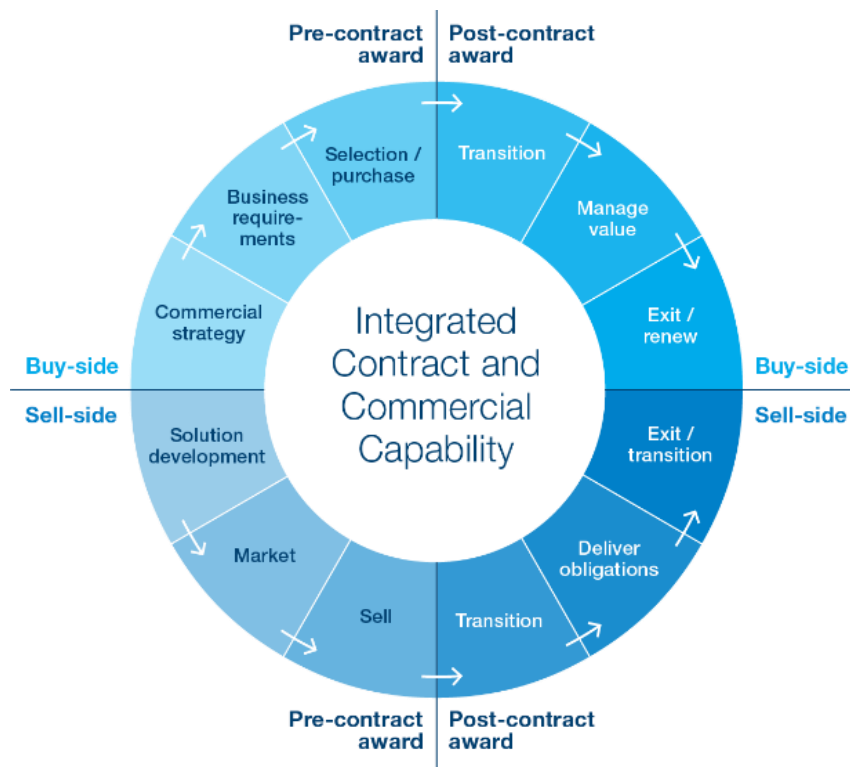 Pre-contract
award
Post-contract
award
Selection /
purchase
Transition
Business
require-
ments
Manage
value
Commercial
strategy
Exit /
renew
Integrated
Contract and
Commercial
Capability
Buy-side
Buy-side
Sell-side
Sell-side
Solution
development
Exit /
transition
Market
Deliver
obligations
Sell
Transition
Pre-contract
award
Post-contract
award